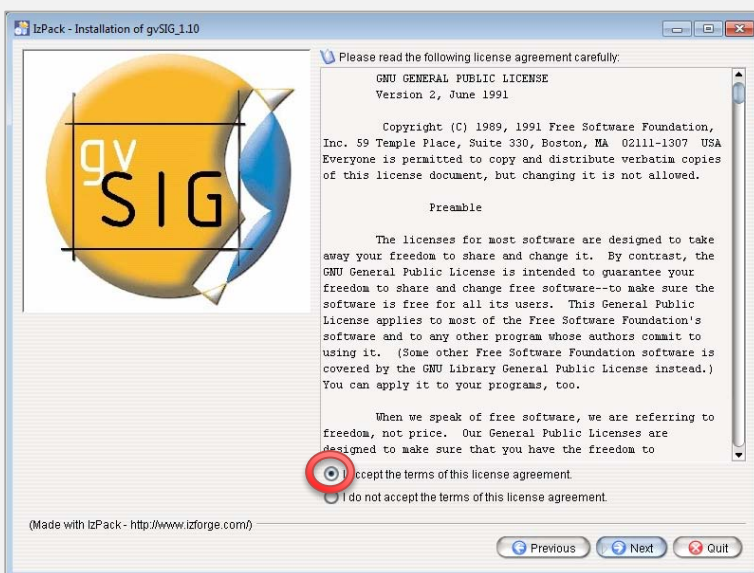 IzPack - Installation of gvSIG_1.10
gv
SIG
Please read the following license agreement carefully:
GNU GENERAL PUBLIC LICENSE
Version 2, June 1991
Copyright (C) 1989, 1991 Free Software Foundation,
Inc. 59 Temple Place, Suite 330, Boston, MA  02111-1307  USA
Everyone is permitted to copy and distribute verbatim copies
of this license document, but changing it is not allowed.
Preamble
The licenses for most software are designed to take
away your freedom to share and change it.  By contrast, the
GNU General Public License is intended to guarantee your
freedom to share and change free software--to make sure the
software is free for all its users.  This General Public
License applies to most of the Free Software Foundation's
software and to any other program whose authors commit to
using it.  (Some other Free Software Foundation software is
covered by the GNU Library General Public License instead.)
You can apply it to your programs, too.
When we speak of free software, we are referring to
freedom, not price.  Our General Public Licenses are
designed to make sure that you have the freedom to
I accept the terms of this license agreement.
I do not accept the terms of this license agreement.
(Made with IzPack - http://www.izforge.com/)
Previous
Next
Quit